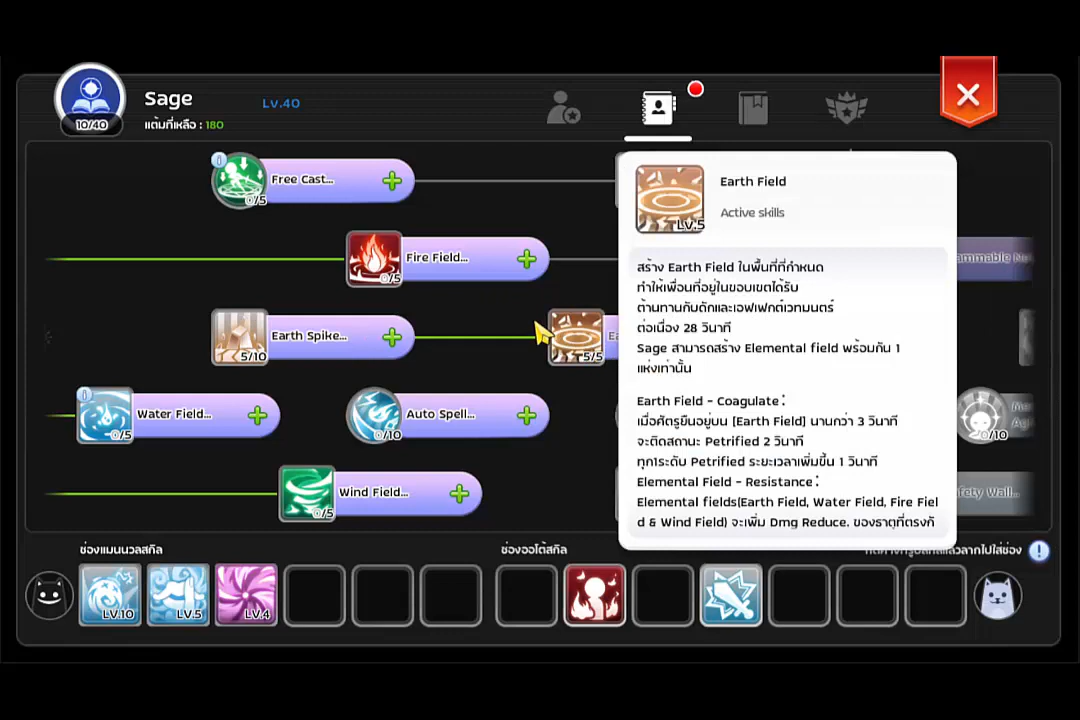 Sage
Lv.40
10/40
แต้มที่เหลือ : 180
Free Cast...
0/5
Fire Field...
0/5
Earth Spike...
5/10
5/5
Water Field...
0/5
Auto Spell...
0/10
Wind Field...
0/5
0/10
Earth Field
Active skills
LV.5
สร้าง Earth Field ในพื้นที่ที่กำหนด
ทำให้เพื่อนที่อยู่ในขอบเขตได้รับ
ต้านทานกับดักและเอฟเฟกต์เวทมนตร์
ต่อเนื่อง 28 วินาที
Sage สามารถสร้าง Elemental field พร้อมกัน 1
แห่งเท่านั้น
Earth Field - Coagulate:
เมื่อศัตรูยืนอยู่บน [Earth Field] นานกว่า 3 วินาที
จะติดสถานะ Petrified 2 วินาที
ทุก1ระดับ Petrified ระยะเวลาเพิ่มขึ้น 1 วินาที
Elemental Field - Resistance:
Elemental fields(Earth Field, Water Field, Fire Fiel
d & Wind Field) จะเพิ่ม Dmg Reduce. ของธาตุที่ตรงกั
ช่องแมนนวลสกิล
ช่องออโต้สกิล
LV.10
LV.5
LV.4